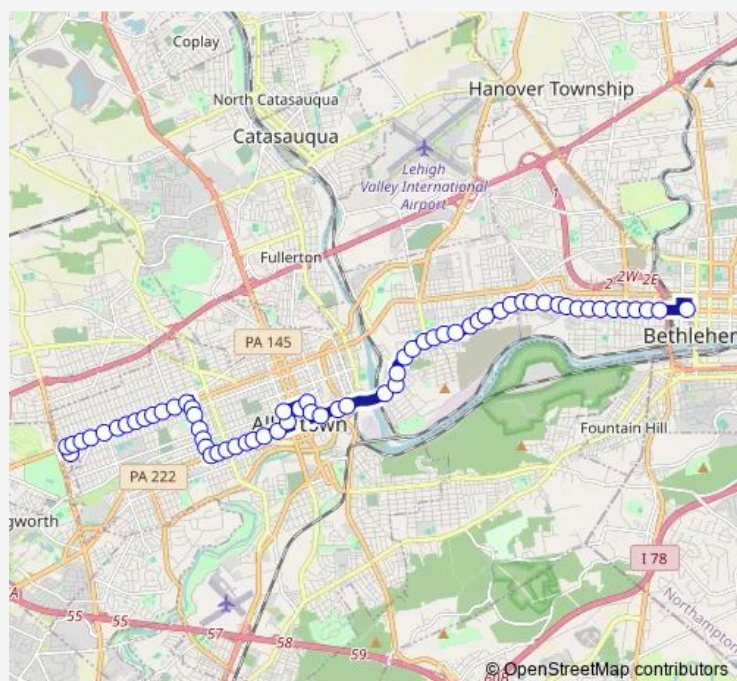 Coplay
North Catasauqua
Catasauqua
Hanover Township
Lehigh
Valley International
Airport
1
Fullerton
2
2W
2E
PA 145
Bethlehem
PA 222
Fountain Hill
gworth
I 78
55
55
57
58
59
Northampton
© OpenStreetMap contributors